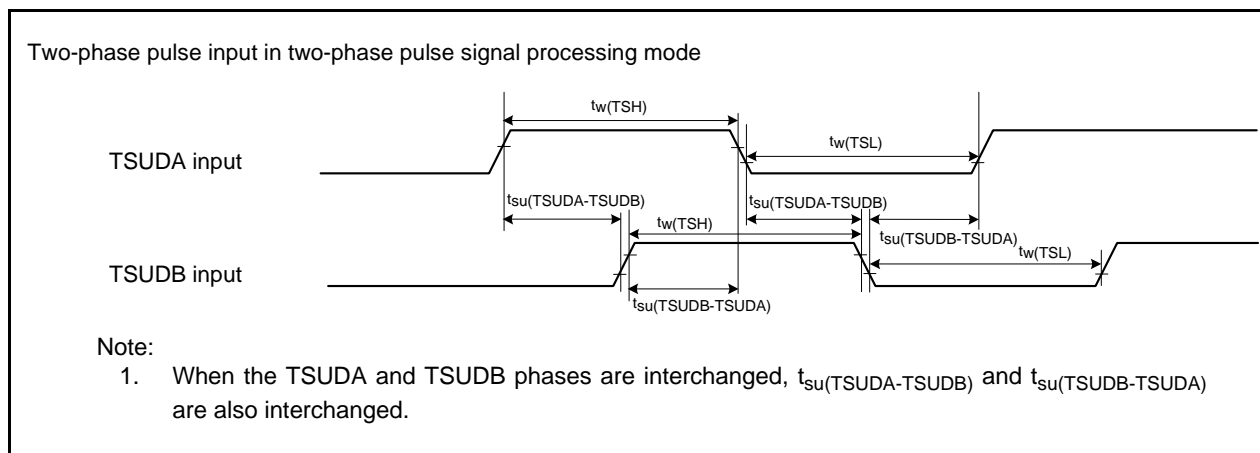 Two-phase pulse input in two-phase pulse signal processing mode
tw(TSH)
TSUDA input
tw(TSL)
tsu(TSUDA-TSUDB)
tsu(TSUDA-TSUDB)
tw(TSH)
tsu(TSUDB-TSUDA)
TSUDB input
tw(TSL)
tsu(TSUDB-TSUDA)
Note:
1. When the TSUDA and TSUDB phases are interchanged, tsu(TSUDA-TSUDB) and tsu(TSUDB-TSUDA)
are also interchanged.